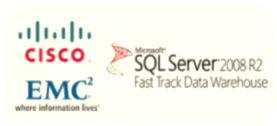 CISCO
EMC²
where information lives®
Microsoft®
SQL Server 2008 R2
Fast Track Data Warehouse